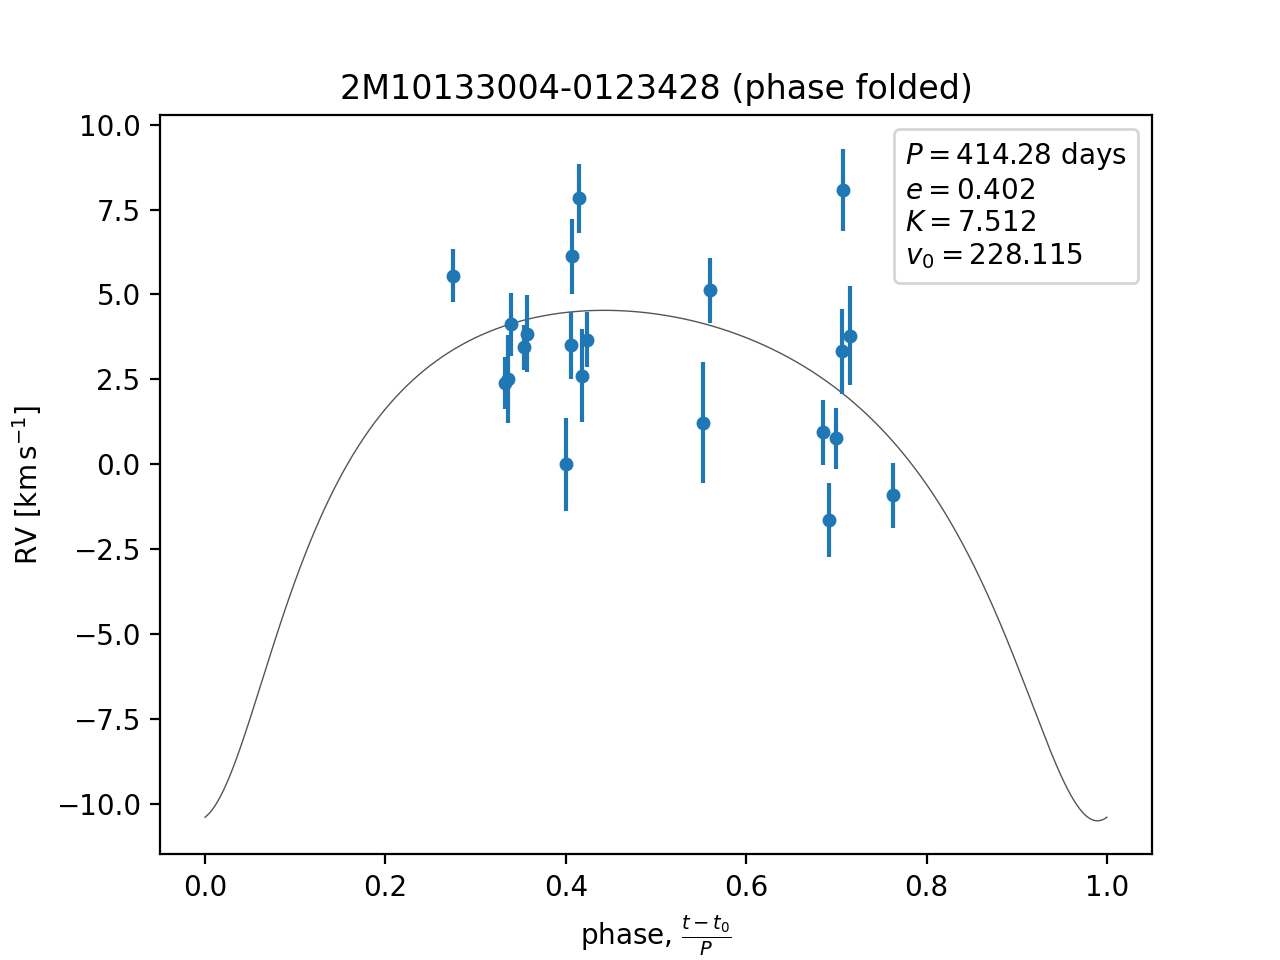 2M10133004-0123428 (phase folded)
P = 414.28 days
e = 0.402
K = 7.512
v₀ = 228.115
RV [km s⁻¹]
10.0
7.5
5.0
2.5
0.0
−2.5
−5.0
−7.5
−10.0
0.0 0.2 0.4 0.6 0.8 1.0
phase, (t − t₀)/P